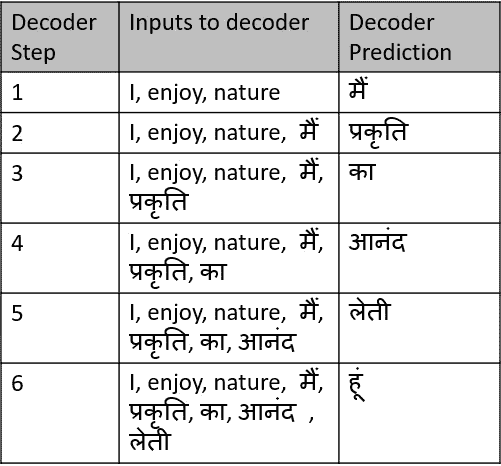 Decoder Step
Inputs to decoder
Decoder Prediction
1
I, enjoy, nature
मैं
2
I, enjoy, nature, मैं
प्रकृति
3
I, enjoy, nature, मैं,
प्रकृति
का
4
I, enjoy, nature, मैं,
प्रकृति, का
आनंद
5
I, enjoy, nature, मैं,
प्रकृति, का, आनंद
लेती
6
I, enjoy, nature, मैं,
प्रकृति, का, आनंद ,
लेती
हूं